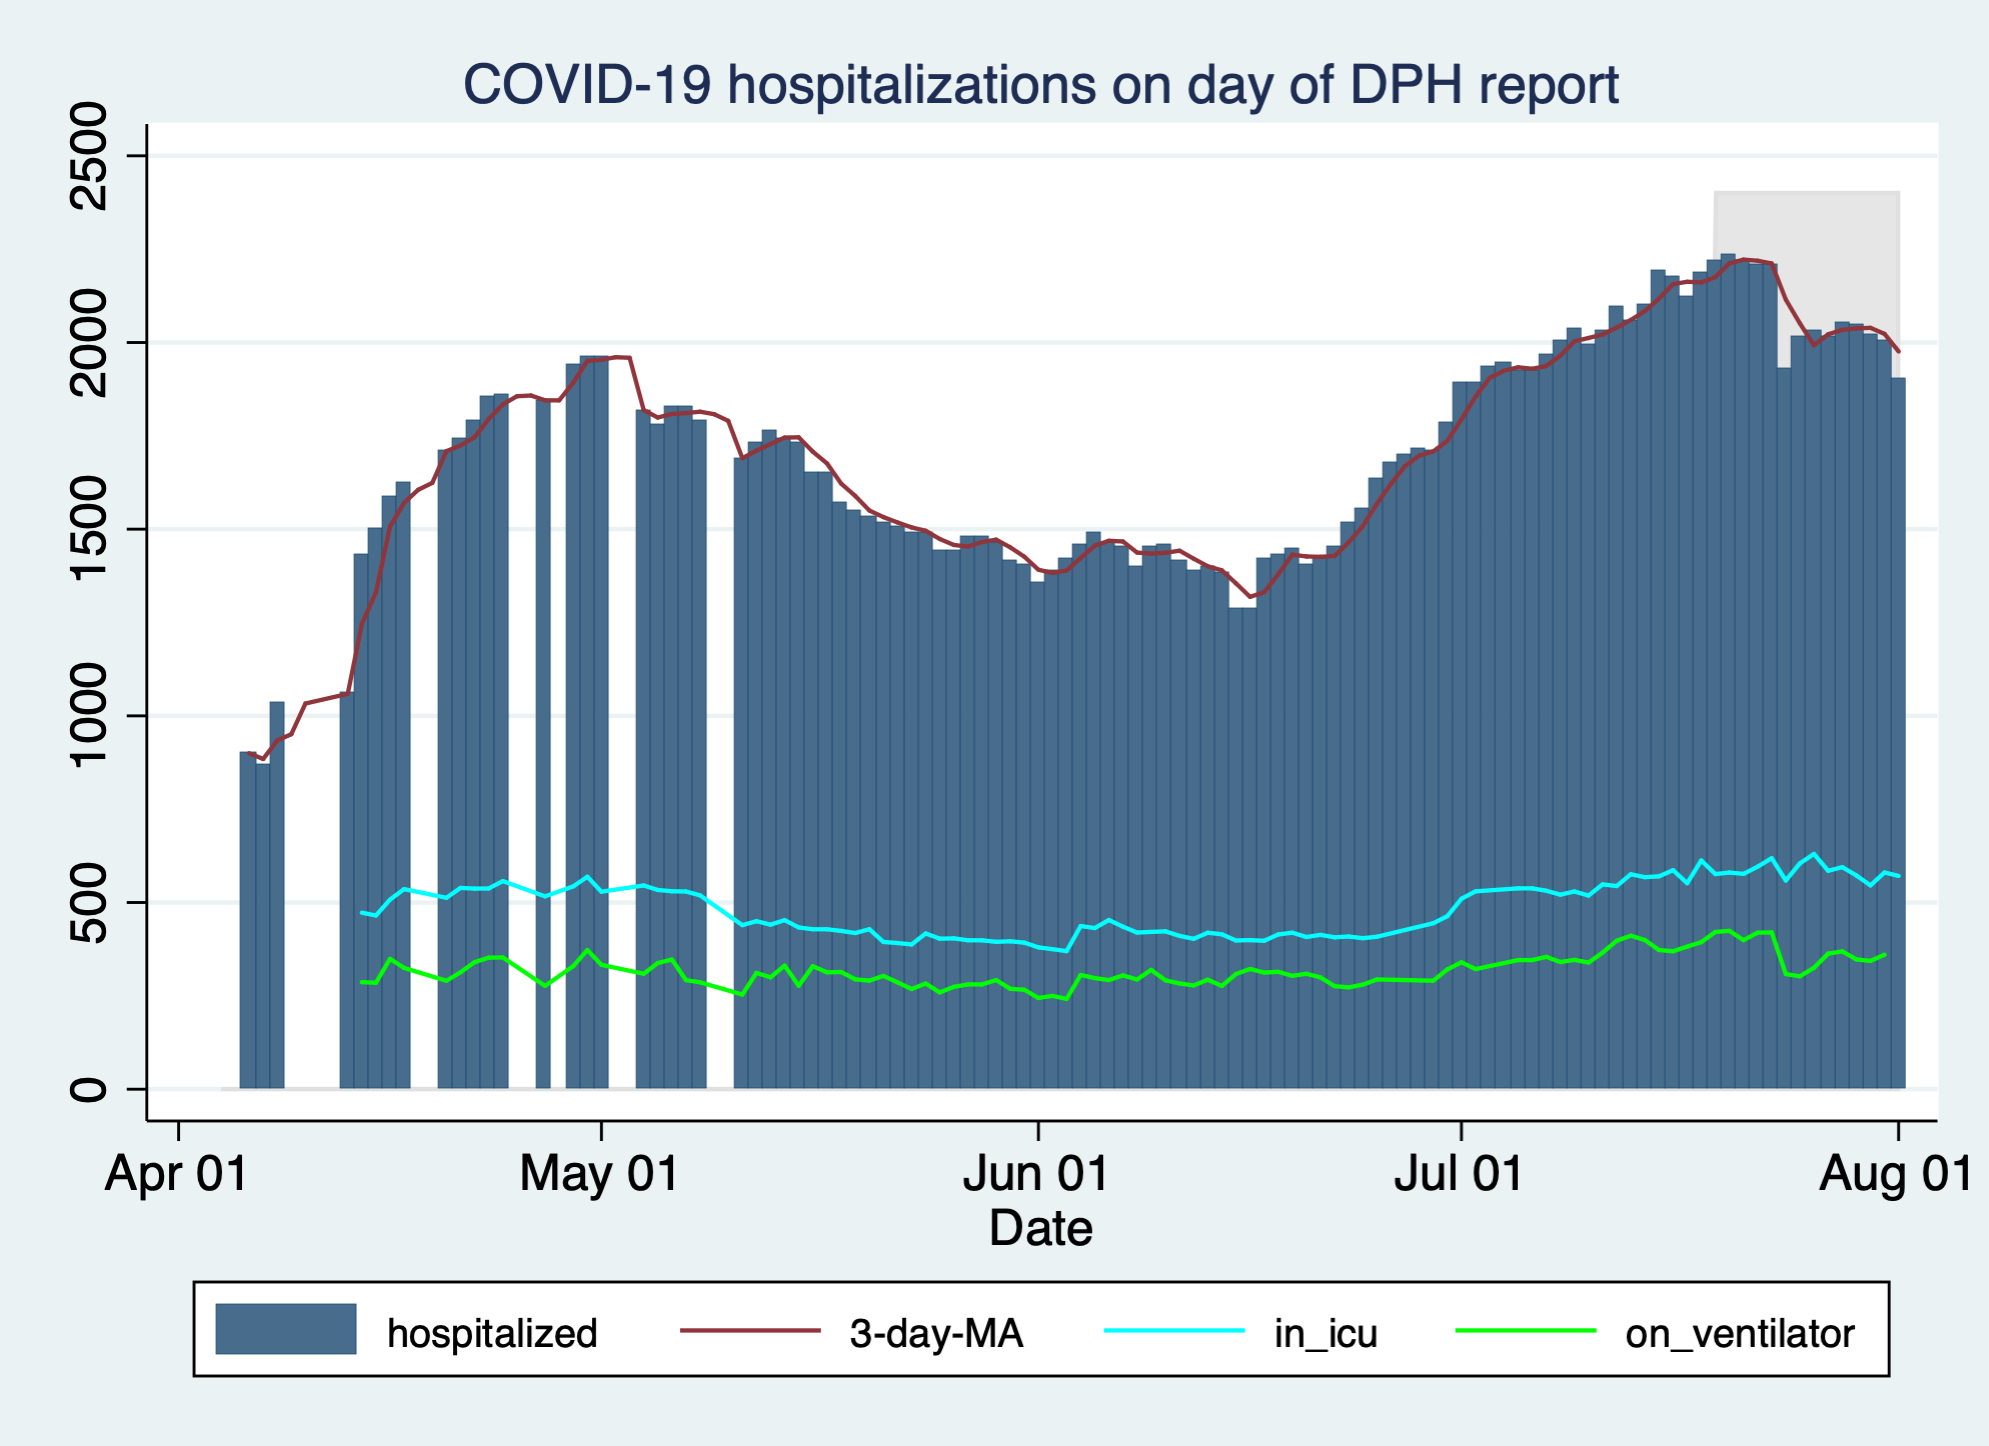 COVID-19 hospitalizations on day of DPH report
2500
2000
1500
1000
500
0
Apr 01 May 01 Jun 01 Jul 01 Aug 01
Date
hospitalized 3-day-MA in_icu on_ventilator